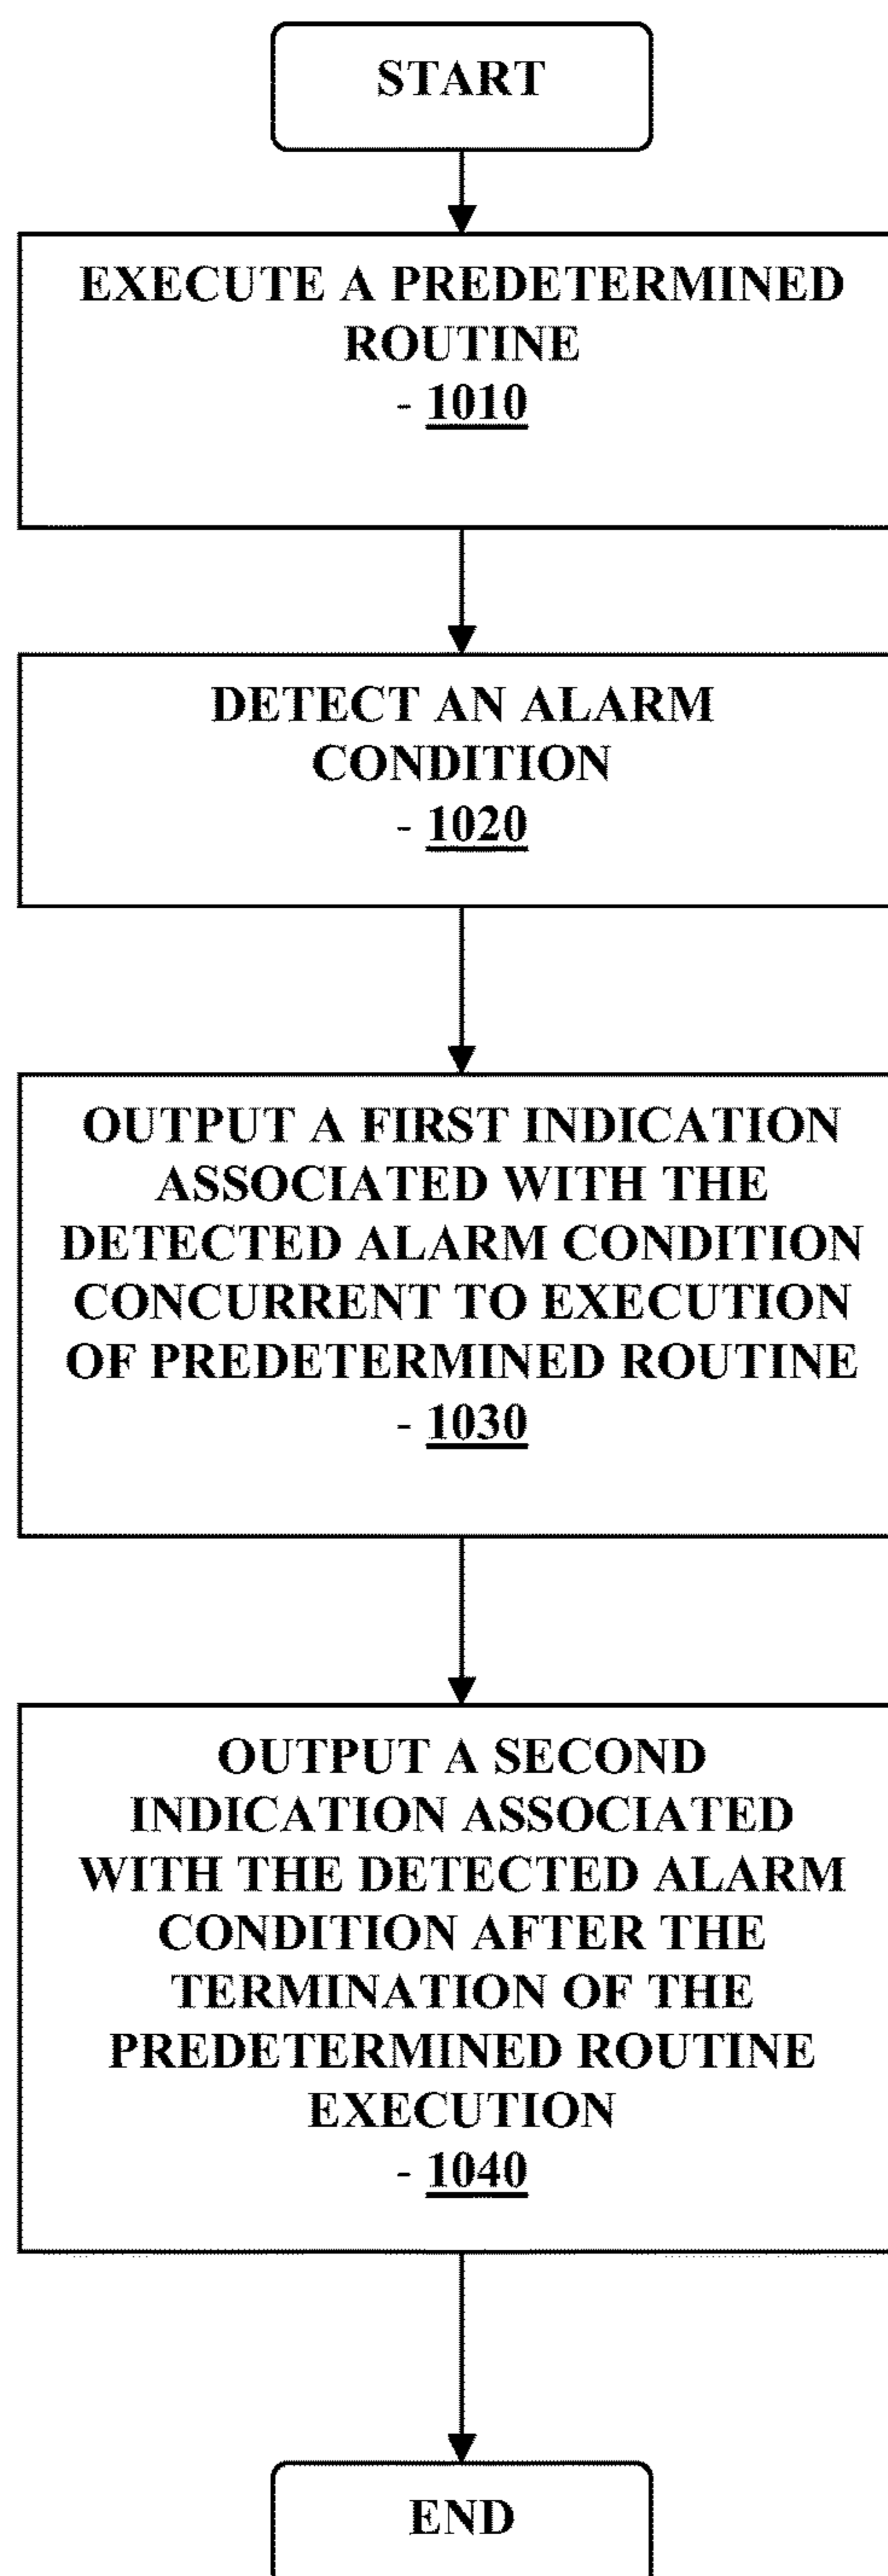 START
EXECUTE A PREDETERMINED
ROUTINE
- 1010
DETECT AN ALARM
CONDITION
- 1020
OUTPUT A FIRST INDICATION
ASSOCIATED WITH THE
DETECTED ALARM CONDITION
CONCURRENT TO EXECUTION
OF PREDETERMINED ROUTINE
- 1030
OUTPUT A SECOND
INDICATION ASSOCIATED
WITH THE DETECTED ALARM
CONDITION AFTER THE
TERMINATION OF THE
PREDETERMINED ROUTINE
EXECUTION
- 1040
END